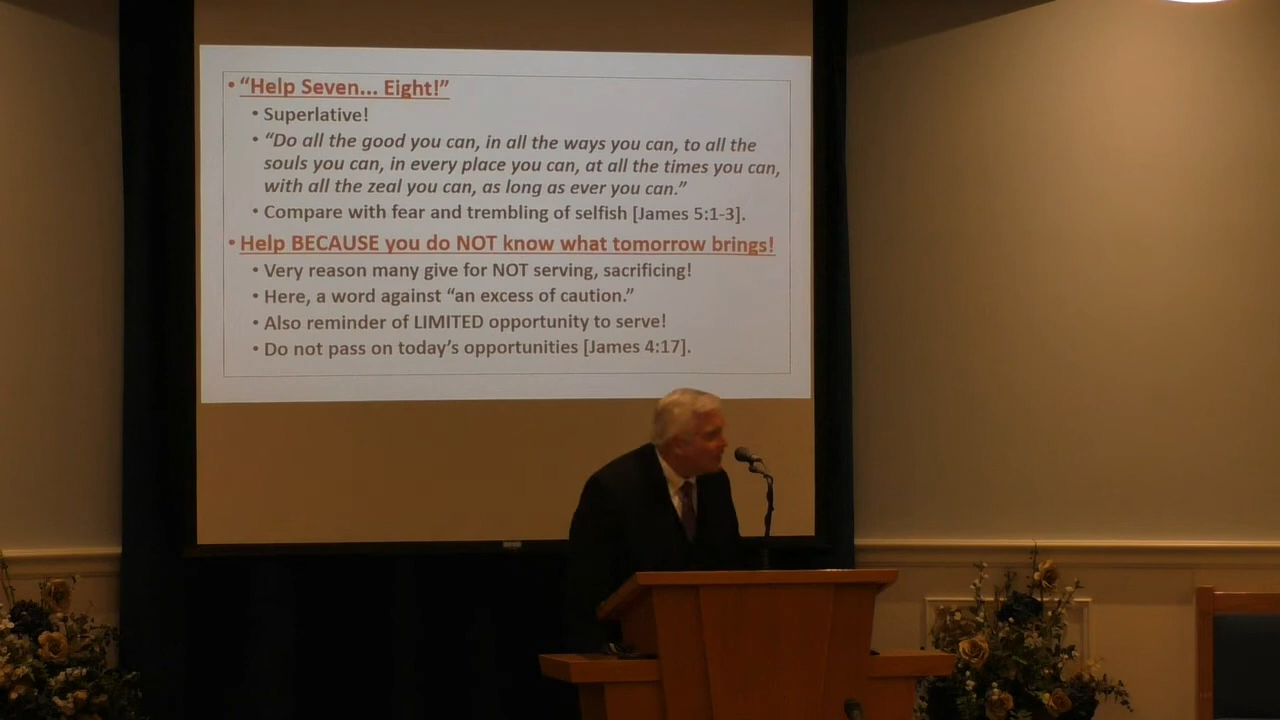 • “Help Seven... Eight!”
• Superlative!
• “Do all the good you can, in all the ways you can, to all the
souls you can, in every place you can, at all the times you can,
with all the zeal you can, as long as ever you can.”
• Compare with fear and trembling of selfish [James 5:1-3].
• Help BECAUSE you do NOT know what tomorrow brings!
• Very reason many give for NOT serving, sacrificing!
• Here, a word against “an excess of caution.”
• Also reminder of LIMITED opportunity to serve!
• Do not pass on today’s opportunities [James 4:17].